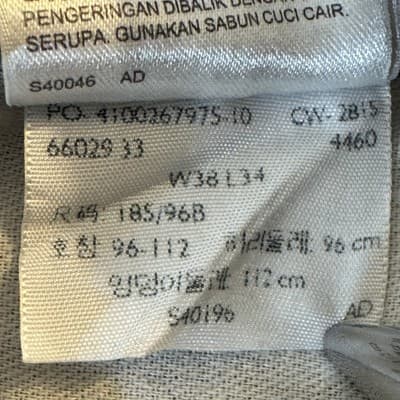 PENGERINGAN DIBALIK DENGAN
SERUPA. GUNAKAN SABUN CUCI CAIR.
S40046 AD
PO- 4100267975-10 CW- 2815
66029 33 4460
W38 L34
尺码: 185/96B
호칭 96-112 허리둘레: 96 cm
엉덩이둘레: 112 cm
S40196 AD